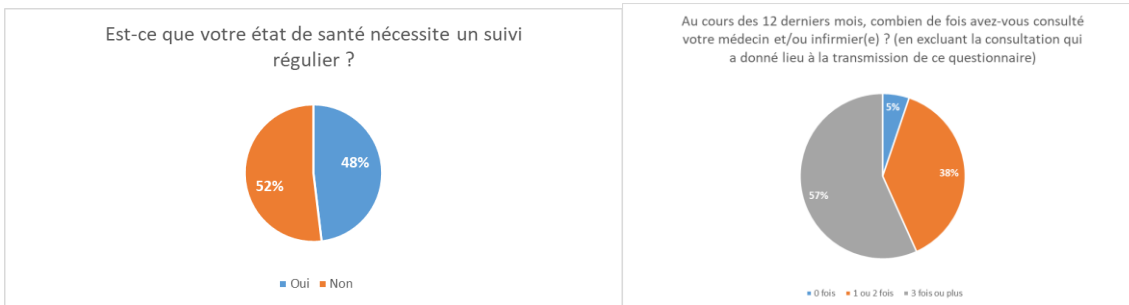 Est-ce que votre état de santé nécessite un suivi
régulier ?
48%
52%
Oui Non
Au cours des 12 derniers mois, combien de fois avez-vous consulté
votre médecin et/ou infirmier(e) ? (en excluant la consultation qui
a donné lieu à la transmission de ce questionnaire)
5%
38%
57%
0 fois 1 ou 2 fois 3 fois ou plus